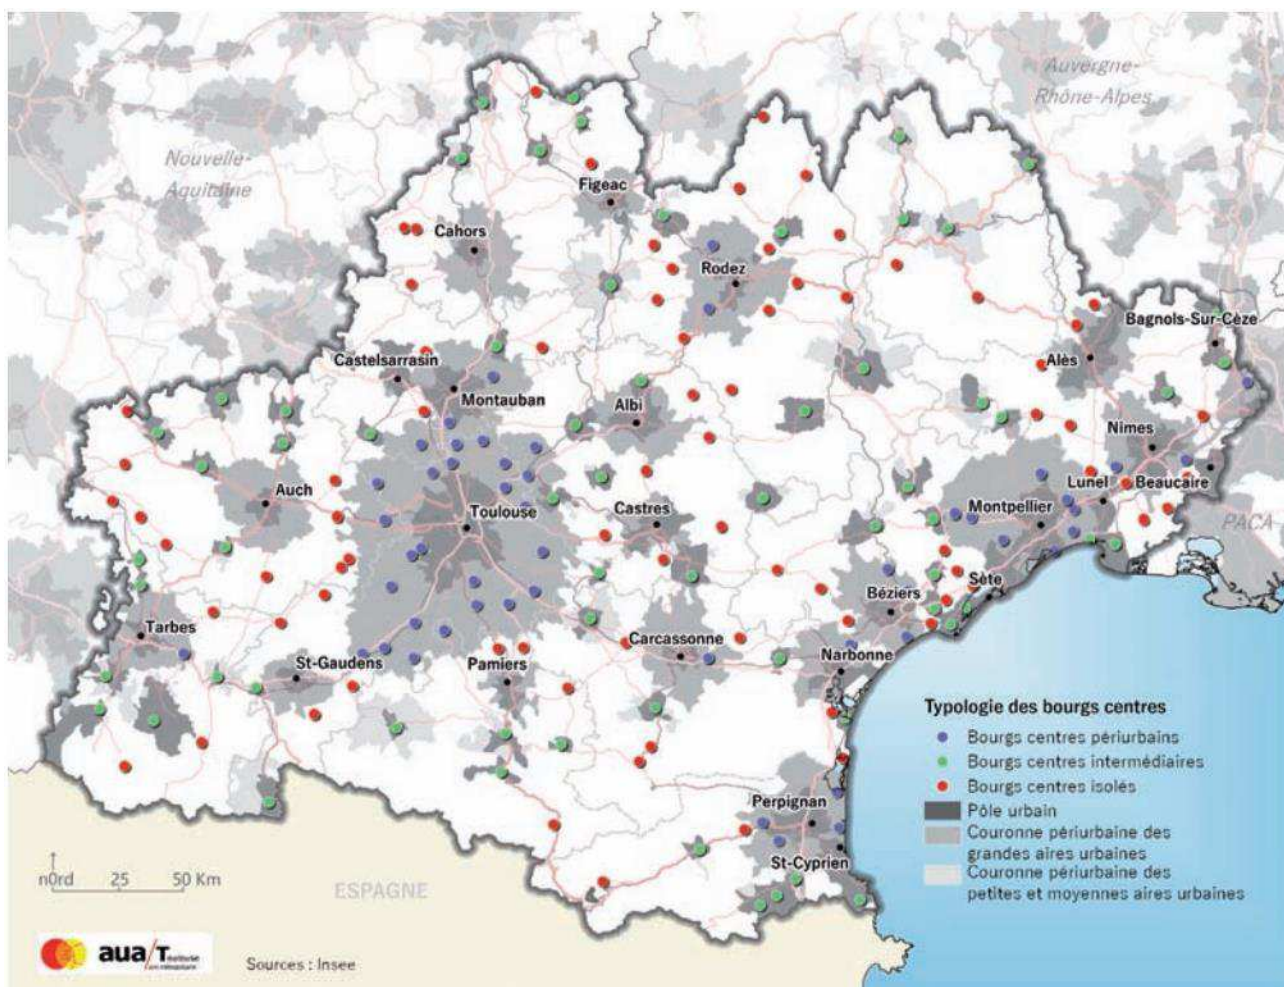 Auvergne-
Rhône-Alpes
Nouvelle-
Aquitaine
Figeac
Cahors
Rodez
Bagnols-Sur-Cèze
Alès
Castelsarrasin
Montauban
Albi
Nimes
Auch
Lunel
Beaucaire
Toulouse
Castres
Montpellier
PACA
Sète
Béziers
Tarbes
Carcassonne
St-Gaudens
Pamiers
Narbonne
Typologie des bourgs centres
Bourgs centres périurbains
Bourgs centres intermédiaires
Bourgs centres isolés
Perpignan
Pôle urbain
Couronne périurbaine des
grandes aires urbaines
St-Cyprien
Couronne périurbaine des
petites et moyennes aires urbaines
n0rd 25 50 Km
ESPAGNE
aua/T
Sources : Insee